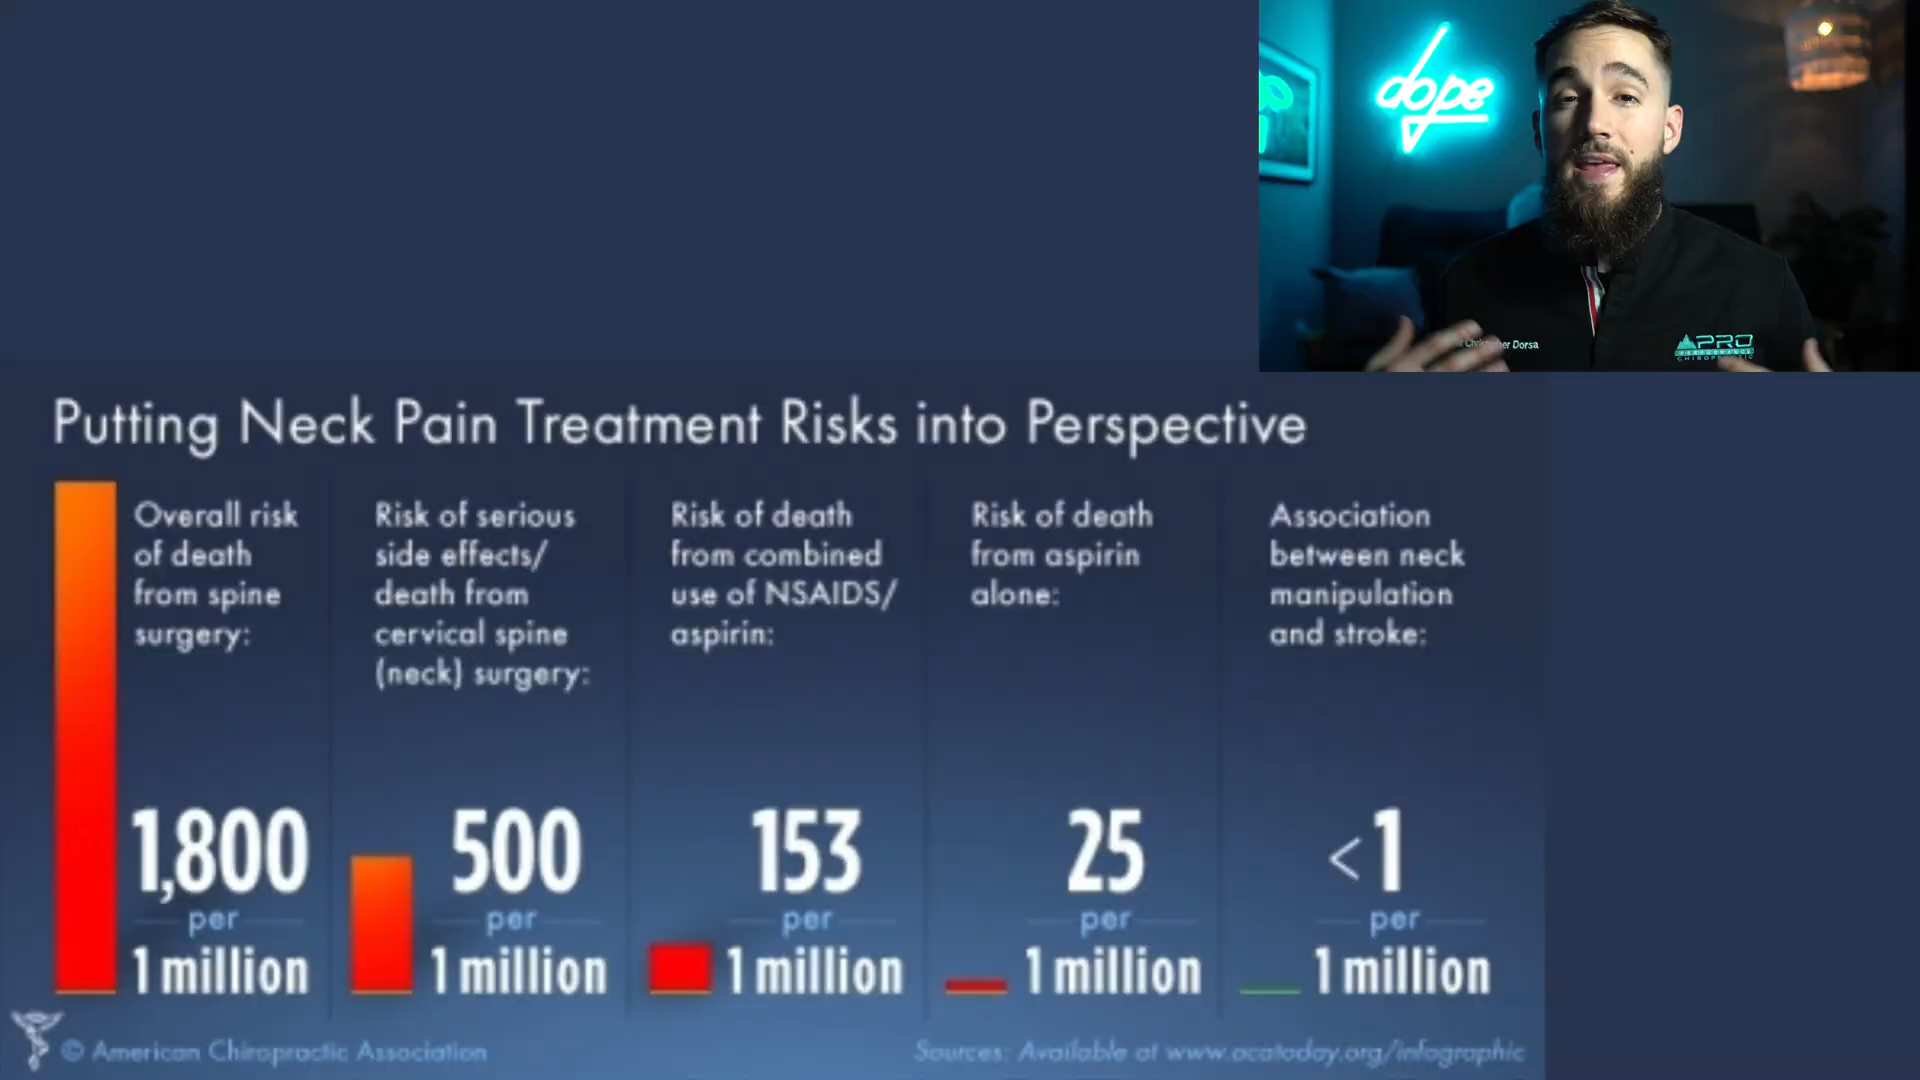 dope
Christopher Dorsa
PRO
PERFORMANCE
CHIROPRACTIC
Putting Neck Pain Treatment Risks into Perspective
Overall risk
of death
from spine
surgery:
1,800
per
1 million
Risk of serious
side effects/
death from
cervical spine
(neck) surgery:
500
per
1 million
Risk of death
from combined
use of NSAIDS/
aspirin:
153
per
1 million
Risk of death
from aspirin
alone:
25
per
1 million
Association
between neck
manipulation
and stroke:
<1
per
1 million
© American Chiropractic Association
Sources: Available at www.acatoday.org/infographic